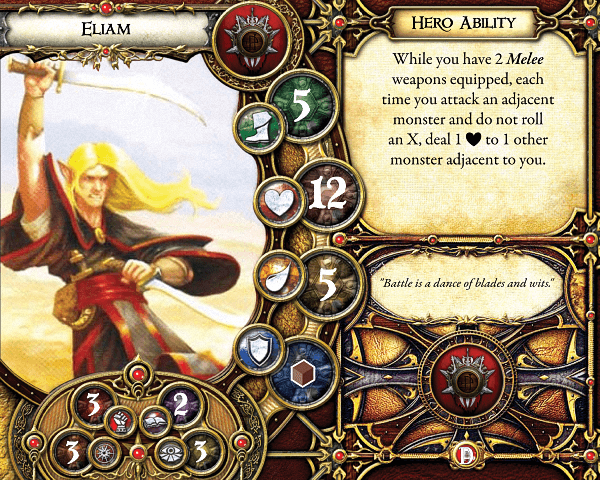 Eliam
5
12
5
3
2
3
3
Hero Ability
While you have 2 Melee
weapons equipped, each
time you attack an adjacent
monster and do not roll
an X, deal 1 ♥ to 1 other
monster adjacent to you.
"Battle is a dance of blades and wits."
D